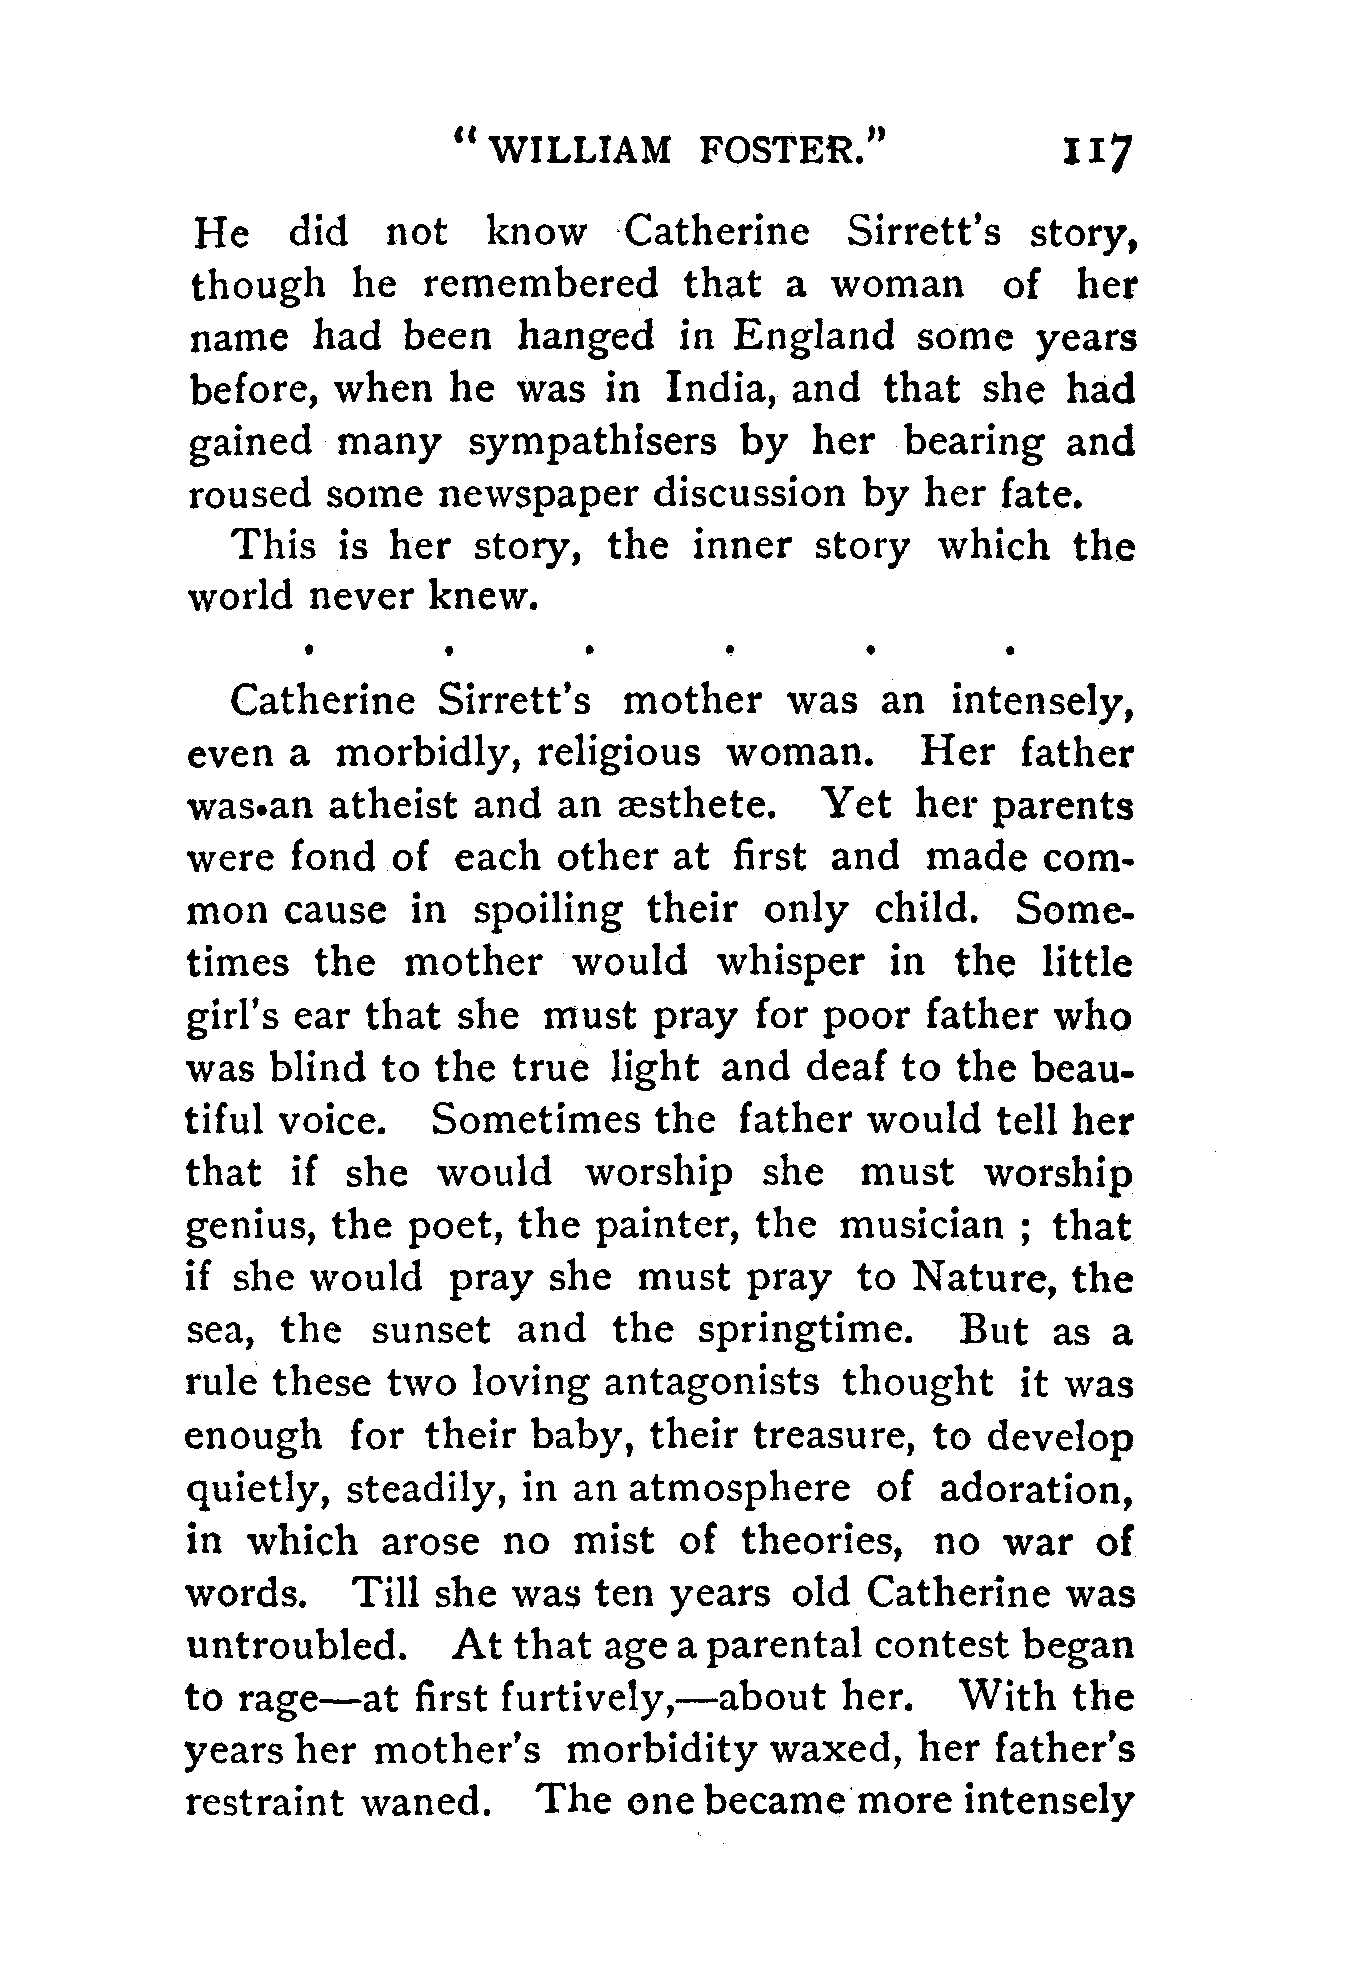 “WILLIAM FOSTER.” 117
He did not know Catherine Sirrett's story,
though he remembered that a woman of her
name had been hanged in England some years
before, when he was in India, and that she had
gained many sympathisers by her bearing and
roused some newspaper discussion by her fate.
This is her story, the inner story which the
world never knew.
. . . . . .
Catherine Sirrett's mother was an intensely,
even a morbidly, religious woman. Her father
was an atheist and an æsthete. Yet her parents
were fond of each other at first and made com-
mon cause in spoiling their only child. Some-
times the mother would whisper in the little
girl's ear that she must pray for poor father who
was blind to the true light and deaf to the beau-
tiful voice. Sometimes the father would tell her
that if she would worship she must worship
genius, the poet, the painter, the musician ; that
if she would pray she must pray to Nature, the
sea, the sunset and the springtime. But as a
rule these two loving antagonists thought it was
enough for their baby, their treasure, to develop
quietly, steadily, in an atmosphere of adoration,
in which arose no mist of theories, no war of
words. Till she was ten years old Catherine was
untroubled. At that age a parental contest began
to rage—at first furtively,—about her. With the
years her mother's morbidity waxed, her father's
restraint waned. The one became more intensely